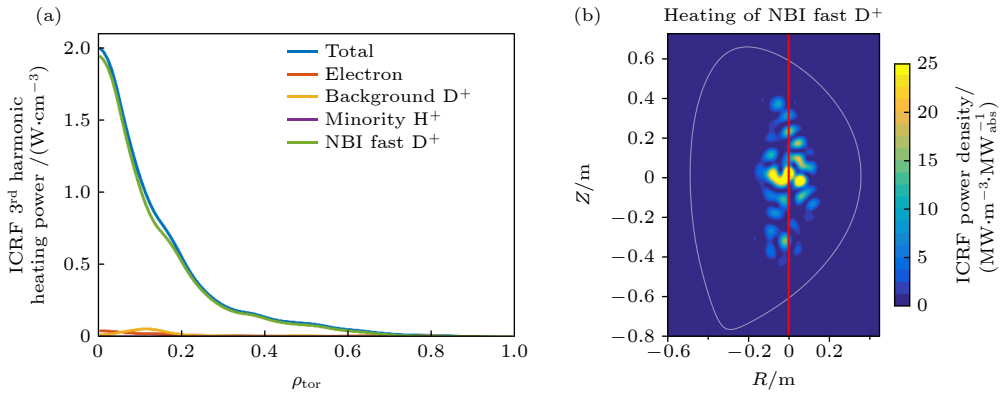 (a)
2.0
1.5
1.0
0.5
0
0
0.2
0.4
0.6
0.8
1.0
ρtor
ICRF 3rd harmonic
heating power /(W·cm−3)
Total
Electron
Background D+
Minority H+
NBI fast D+
(b)
Heating of NBI fast D+
0.6
0.4
0.2
0
−0.2
−0.4
−0.6
−0.8
−0.6
−0.2
0
0.2
R/m
Z/m
25
20
15
10
5
0
ICRF power density/
(MW·m−3·MW−1abs)